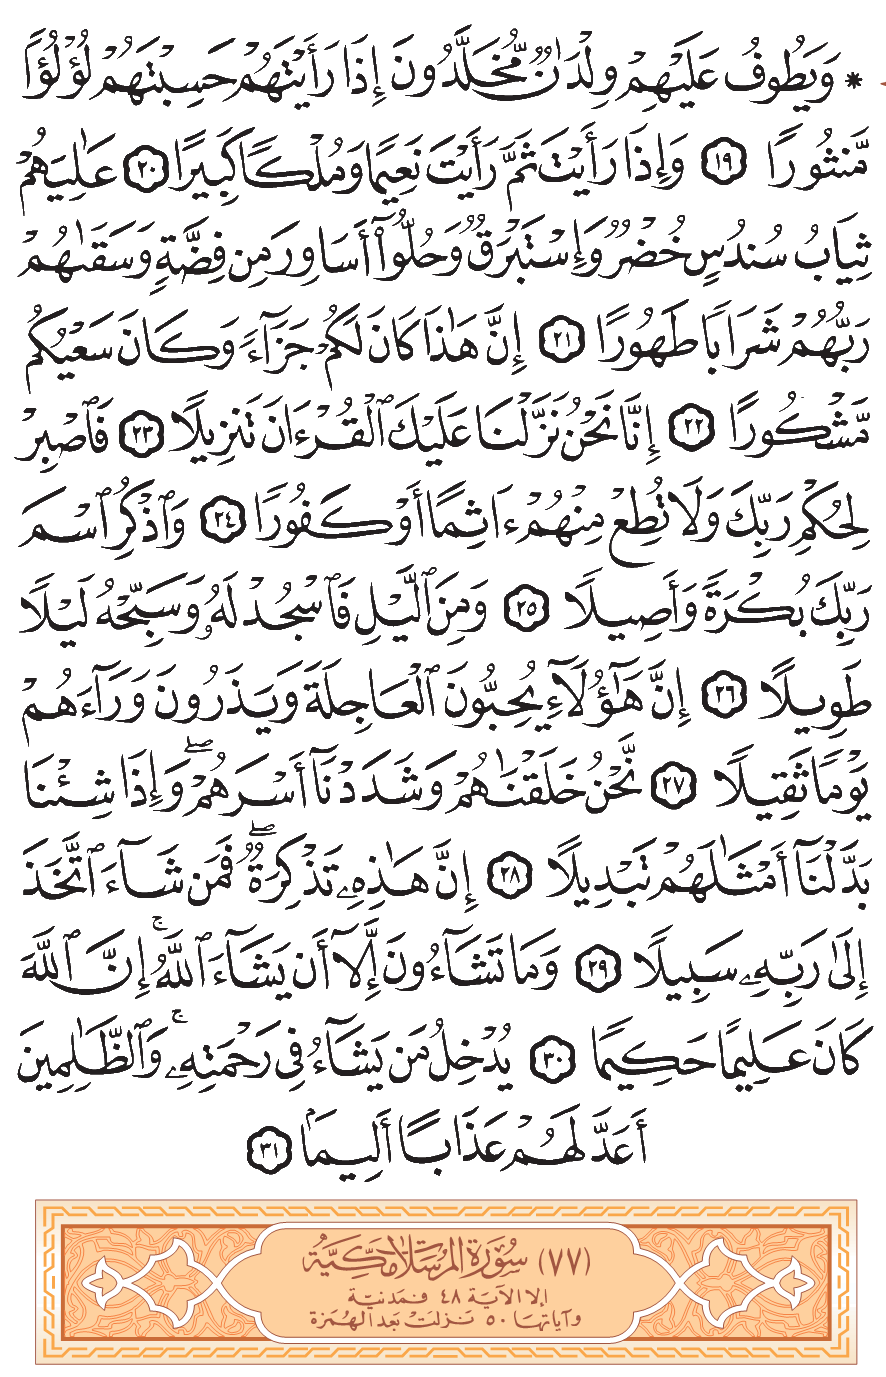 * وَيَطُوفُ عَلَيْهِمْ وِلْدَٰنٌ مُّخَلَّدُونَ إِذَا رَأَيْتَهُمْ حَسِبْتَهُمْ لُؤْلُؤًا
مَّنثُورًا ١٩ وَإِذَا رَأَيْتَ ثَمَّ رَأَيْتَ نَعِيمًا وَمُلْكًا كَبِيرًا ٢٠ عَٰلِيَهُمْ
ثِيَابُ سُندُسٍ خُضْرٌ وَإِسْتَبْرَقٌ وَحُلُّوٓا۟ أَسَاوِرَ مِن فِضَّةٍ وَسَقَىٰهُمْ
رَبُّهُمْ شَرَابًا طَهُورًا ٢١ إِنَّ هَٰذَا كَانَ لَكُمْ جَزَآءً وَكَانَ سَعْيُكُم
مَّشْكُورًا ٢٢ إِنَّا نَحْنُ نَزَّلْنَا عَلَيْكَ ٱلْقُرْءَانَ تَنزِيلًا ٢٣ فَٱصْبِرْ
لِحُكْمِ رَبِّكَ وَلَا تُطِعْ مِنْهُمْ ءَاثِمًا أَوْ كَفُورًا ٢٤ وَٱذْكُرِ ٱسْمَ
رَبِّكَ بُكْرَةً وَأَصِيلًا ٢٥ وَمِنَ ٱلَّيْلِ فَٱسْجُدْ لَهُۥ وَسَبِّحْهُ لَيْلًا
طَوِيلًا ٢٦ إِنَّ هَٰٓؤُلَآءِ يُحِبُّونَ ٱلْعَاجِلَةَ وَيَذَرُونَ وَرَآءَهُمْ
يَوْمًا ثَقِيلًا ٢٧ نَّحْنُ خَلَقْنَٰهُمْ وَشَدَدْنَآ أَسْرَهُمْ ۖ وَإِذَا شِئْنَا
بَدَّلْنَآ أَمْثَٰلَهُمْ تَبْدِيلًا ٢٨ إِنَّ هَٰذِهِۦ تَذْكِرَةٌ ۖ فَمَن شَآءَ ٱتَّخَذَ
إِلَىٰ رَبِّهِۦ سَبِيلًا ٢٩ وَمَا تَشَآءُونَ إِلَّآ أَن يَشَآءَ ٱللَّهُ ۚ إِنَّ ٱللَّهَ
كَانَ عَلِيمًا حَكِيمًا ٣٠ يُدْخِلُ مَن يَشَآءُ فِى رَحْمَتِهِۦ ۚ وَٱلظَّٰلِمِينَ
أَعَدَّ لَهُمْ عَذَابًا أَلِيمًۢا ٣١
(٧٧) سُورَةُ المُرْسَلَاتِ مَكِّيَّةٌ
إلا الآية ٤٨ فمدنية
وآياتها ٥٠ نزلت بعد الهُمَزة